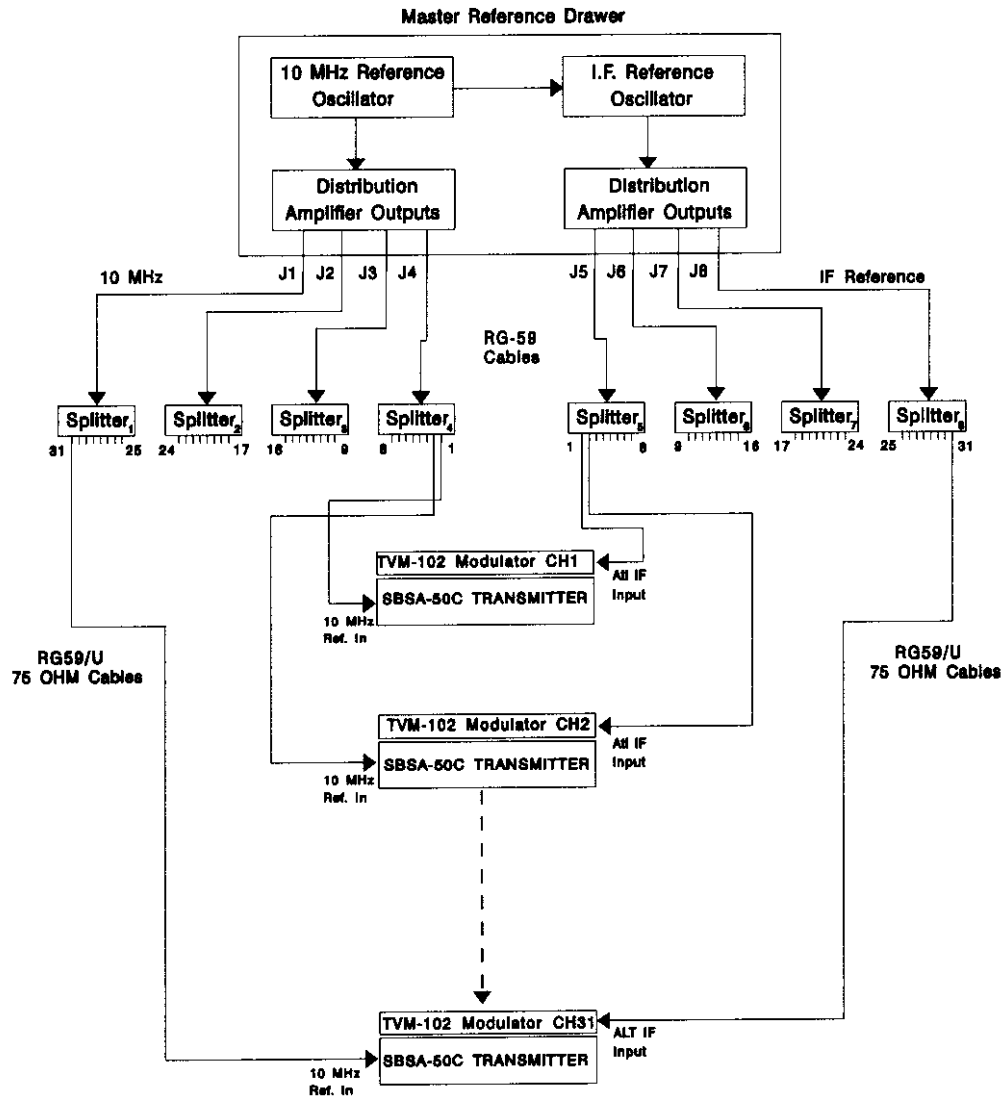 Master Reference Drawer
10 MHz Reference
Oscillator
I.F. Reference
Oscillator
Distribution
Amplifier Outputs
Distribution
Amplifier Outputs
J1 J2 J3 J4
J5 J6 J7 J8
10 MHz
IF Reference
RG-59
Cables
Splitter1
Splitter2
Splitter3
Splitter4
Splitter5
Splitter6
Splitter7
Splitter8
31 25 24 17 16 9 8 1
1 8 9 16 17 24 25 31
TVM-102 Modulator CH1
SBSA-50C TRANSMITTER
Atl IF
Input
10 MHz
Ref. In
RG59/U
75 OHM Cables
RG59/U
75 OHM Cables
TVM-102 Modulator CH2
SBSA-50C TRANSMITTER
Atl IF
Input
10 MHz
Ref. In
TVM-102 Modulator CH31
SBSA-50C TRANSMITTER
ALT IF
Input
10 MHz
Ref. In